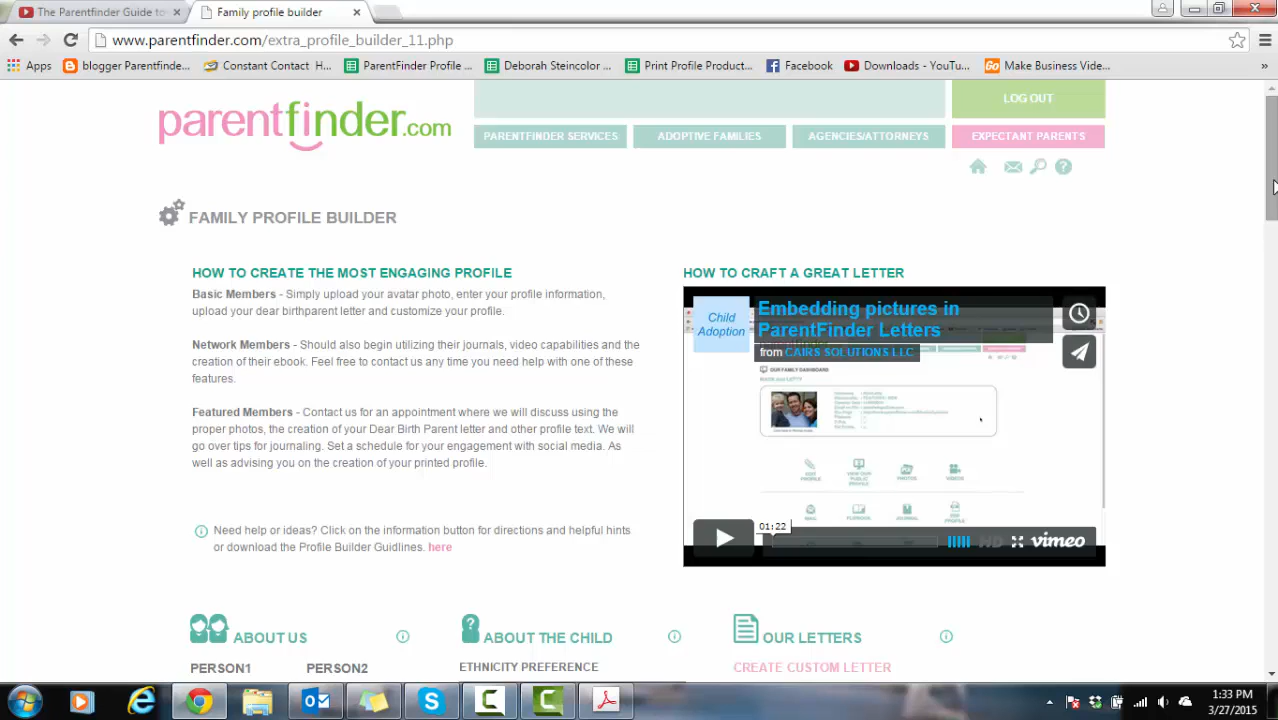 The Parentfinder Guide to
Family profile builder
www.parentfinder.com/extra_profile_builder_11.php
Apps
blogger Parentfinde...
Constant Contact H...
ParentFinder Profile ...
Deborah Steincolor ...
Print Profile Product...
Facebook
Downloads - YouTu...
Make Business Vide...
parentfinder.com
LOG OUT
PARENTFINDER SERVICES
ADOPTIVE FAMILIES
AGENCIES/ATTORNEYS
EXPECTANT PARENTS
FAMILY PROFILE BUILDER
HOW TO CREATE THE MOST ENGAGING PROFILE
Basic Members - Simply upload your avatar photo, enter your profile information,
upload your dear birthparent letter and customize your profile.
Network Members - Should also begin utilizing their journals, video capabilities and the
creation of their ebook. Feel free to contact us any time you need help with one of these
features.
Featured Members - Contact us for an appointment where we will discuss using the
proper photos, the creation of your Dear Birth Parent letter and other profile text. We will
go over tips for journaling. Set a schedule for your engagement with social media. As
well as advising you on the creation of your printed profile.
Need help or ideas? Click on the information button for directions and helpful hints
or download the Profile Builder Guidlines. here
HOW TO CRAFT A GREAT LETTER
Child
Adoption
Embedding pictures in
ParentFinder Letters
from CAIRS SOLUTIONS LLC
OUR FAMILY DASHBOARD
01:22
HD
vimeo
ABOUT US
ABOUT THE CHILD
OUR LETTERS
PERSON1
PERSON2
ETHNICITY PREFERENCE
CREATE CUSTOM LETTER
1:33 PM
3/27/2015